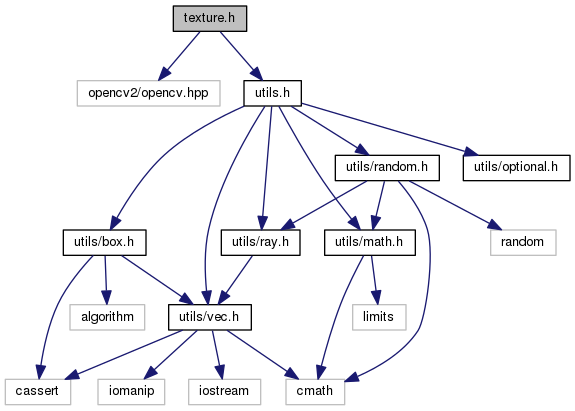 texture.h
opencv2/opencv.hpp
utils.h
utils/random.h
utils/optional.h
utils/box.h
utils/ray.h
utils/math.h
random
algorithm
utils/vec.h
limits
cassert
iomanip
iostream
cmath